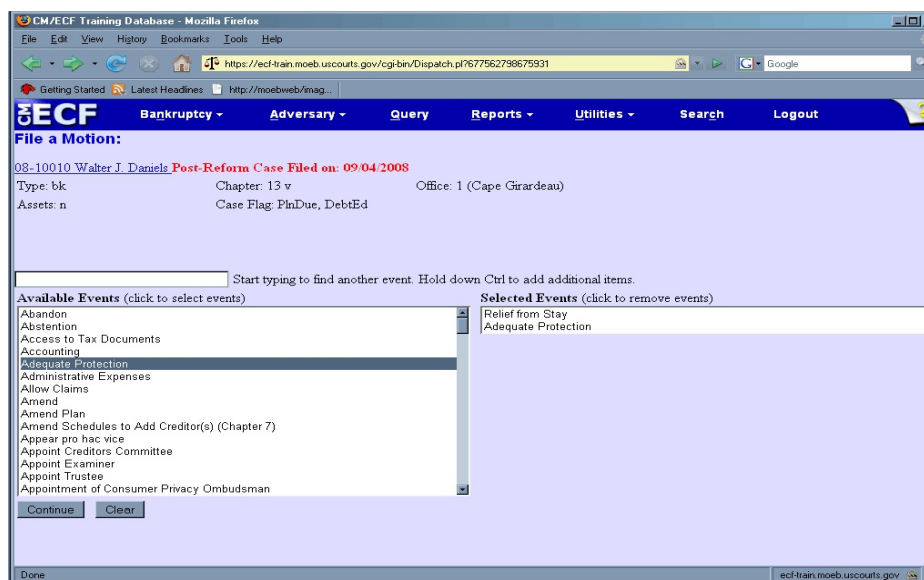 CM/ECF Training Database - Mozilla Firefox
File Edit View History Bookmarks Tools Help
https://ecf-train.moeb.uscourts.gov/cgi-bin/Dispatch.pl?677562798675931 G Google
Getting Started Latest Headlines http://moebweb/imag...
CM ECF Bankruptcy Adversary Query Reports Utilities Search Logout
File a Motion:
08-10010 Walter J. Daniels Post-Reform Case Filed on: 09/04/2008
Type: bk Chapter: 13 v Office: 1 (Cape Girardeau)
Assets: n Case Flag: PlnDue, DebtEd
Start typing to find another event. Hold down Ctrl to add additional items.
Available Events (click to select events) Selected Events (click to remove events)
Abandon Relief from Stay
Abstention Adequate Protection
Access to Tax Documents
Accounting
Adequate Protection
Administrative Expenses
Allow Claims
Amend
Amend Plan
Amend Schedules to Add Creditor(s) (Chapter 7)
Appear pro hac vice
Appoint Creditors Committee
Appoint Examiner
Appoint Trustee
Appointment of Consumer Privacy Ombudsman
Continue Clear
Done ecf-train.moeb.uscourts.gov